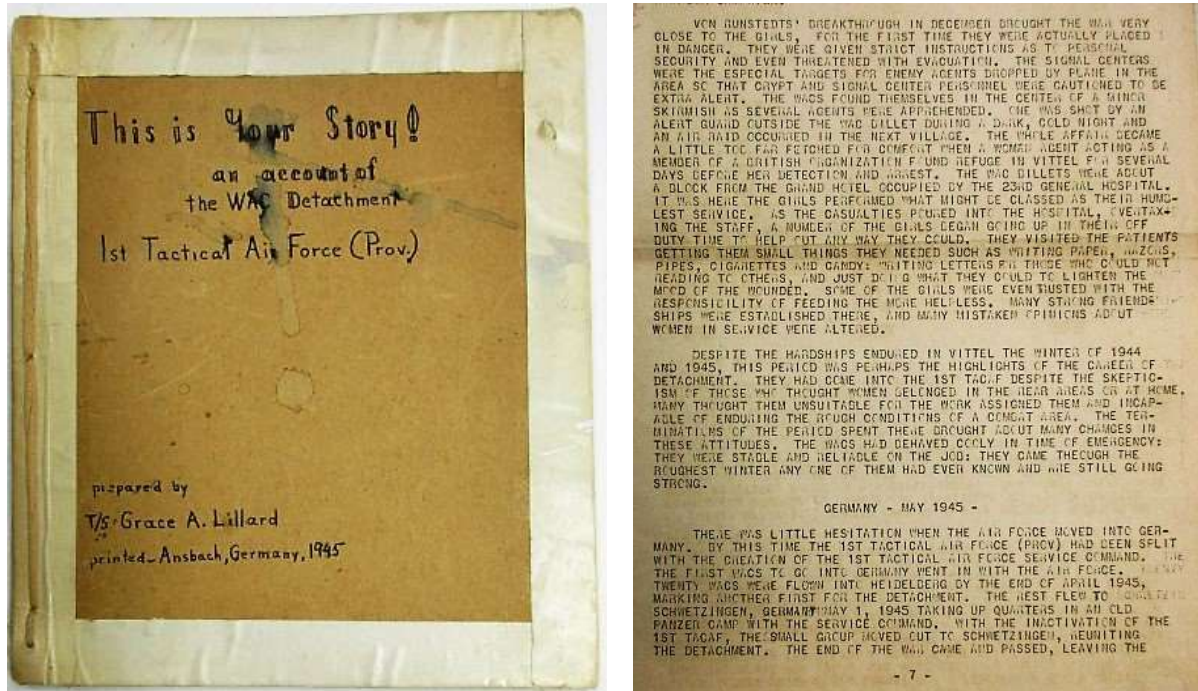 This is Your Story!
an account of
the WAC Detachment
1st Tactical Air Force (Prov.)
prepared by
T/5 Grace A. Lillard
printed - Ansbach, Germany, 1945
VON RUNSTEDTS' BREAKTHROUGH IN DECEMBER BROUGHT THE WAR VERY
CLOSE TO THE GIRLS, FOR THE FIRST TIME THEY WERE ACTUALLY PLACED
IN DANGER. THEY WERE GIVEN STRICT INSTRUCTIONS AS TO PERSONAL
SECURITY AND EVEN THREATENED WITH EVACUATION. THE SIGNAL CENTERS
WERE THE ESPECIAL TARGETS FOR ENEMY AGENTS DROPPED BY PLANE IN THE
AREA SO THAT CRYPT AND SIGNAL CENTER PERSONNEL WERE CAUTIONED TO BE
EXTRA ALERT. THE WACS FOUND THEMSELVES IN THE CENTER OF A MINOR
SKIRMISH AS SEVERAL AGENTS WERE APPREHENDED. ONE WAS SHOT BY AN
ALERT GUARD OUTSIDE THE WAC BILLET DURING A DARK, COLD NIGHT AND
AN AIR RAID OCCURRED IN THE NEXT VILLAGE. THE WHOLE AFFAIR BECAME
A LITTLE TOO FAR FETCHED FOR COMFORT WHEN A WOMAN AGENT ACTING AS A
MEMBER OF A BRITISH ORGANIZATION FOUND REFUGE IN VITTEL FOR SEVERAL
DAYS BEFORE HER DETECTION AND ARREST. THE WAC BILLETS WERE ABOUT
A BLOCK FROM THE GRAND HOTEL OCCUPIED BY THE 23RD GENERAL HOSPITAL.
IT WAS HERE THE GIRLS PERFORMED WHAT MIGHT BE CLASSED AS THEIR HUMB-
LEST SERVICE. AS THE CASUALTIES POURED INTO THE HOSPITAL, OVERTAX-
ING THE STAFF, A NUMBER OF THE GIRLS BEGAN GOING UP IN THEIR OFF
DUTY TIME TO HELP OUT ANY WAY THEY COULD. THEY VISITED THE PATIENTS
GETTING THEM SMALL THINGS THEY NEEDED SUCH AS WRITING PAPER, RAZORS,
PIPES, CIGARETTES AND CANDY: WRITING LETTERS FR THOSE WHO COULD NOT
READING TO OTHERS, AND JUST DOING WHAT THEY COULD TO LIGHTEN THE
MOOD OF THE WOUNDED. SOME OF THE GIRLS WERE EVEN TRUSTED WITH THE
RESPONSIBILITY OF FEEDING THE MORE HELPLESS. MANY STRONG FRIEND-
SHIPS WERE ESTABLISHED THERE, AND MANY MISTAKEN OPINIONS ABOUT
WOMEN IN SERVICE WERE ALTERED.
DESPITE THE HARDSHIPS ENDURED IN VITTEL THE WINTER OF 1944
AND 1945, THIS PERIOD WAS PERHAPS THE HIGHLIGHTS OF THE CAREER OF
DETACHMENT. THEY HAD COME INTO THE 1ST TACAF DESPITE THE SKEPTIC-
ISM OF THOSE WHO THOUGHT WOMEN BELONGED IN THE REAR AREAS OR AT HOME.
MANY THOUGHT THEM UNSUITABLE FOR THE WORK ASSIGNED THEM AND INCAP-
ABLE OF ENDURING THE ROUGH CONDITIONS OF A COMBAT AREA. THE TER-
MINATIONS OF THE PERIOD SPENT THERE BROUGHT ABOUT MANY CHANGES IN
THESE ATTITUDES. THE WACS HAD BEHAVED COOLY IN TIME OF EMERGENCY:
THEY WERE STABLE AND RELIABLE ON THE JOB: THEY CAME THROUGH THE
ROUGHEST WINTER ANY ONE OF THEM HAD EVER KNOWN AND ARE STILL GOING
STRONG.
GERMANY - MAY 1945 -
THERE WAS LITTLE HESITATION WHEN THE AIR FORCE MOVED INTO GER-
MANY. BY THIS TIME THE 1ST TACTICAL AIR FORCE (PROV) HAD BEEN SPLIT
WITH THE CREATION OF THE 1ST TACTICAL AIR FORCE SERVICE COMMAND.
THE FIRST WACS TO GO INTO GERMANY WENT IN WITH THE AIR FORCE.
TWENTY WACS WERE FLOWN INTO HEIDELBERG BY THE END OF APRIL 1945,
MARKING ANOTHER FIRST FOR THE DETACHMENT. THE REST FLEW TO
SCHWETZINGEN, GERMANY MAY 1, 1945 TAKING UP QUARTERS IN AN OLD
PANZER CAMP WITH THE SERVICE COMMAND. WITH THE INACTIVATION OF THE
1ST TACAF, THE SMALL GROUP MOVED OUT TO SCHWETZINGEN, REUNITING
THE DETACHMENT. THE END OF THE WAR CAME AND PASSED, LEAVING THE
- 7 -